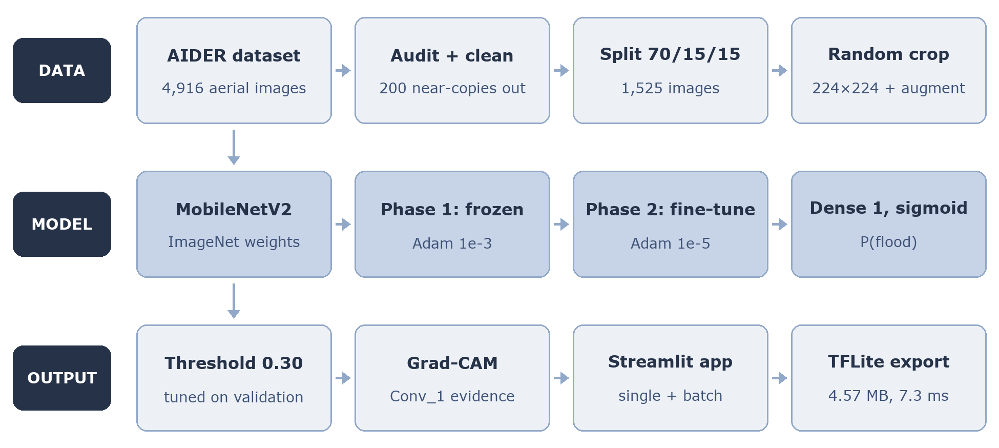 DATA
AIDER dataset
4,916 aerial images
Audit + clean
200 near-copies out
Split 70/15/15
1,525 images
Random crop
224×224 + augment
MODEL
MobileNetV2
ImageNet weights
Phase 1: frozen
Adam 1e-3
Phase 2: fine-tune
Adam 1e-5
Dense 1, sigmoid
P(flood)
OUTPUT
Threshold 0.30
tuned on validation
Grad-CAM
Conv_1 evidence
Streamlit app
single + batch
TFLite export
4.57 MB, 7.3 ms